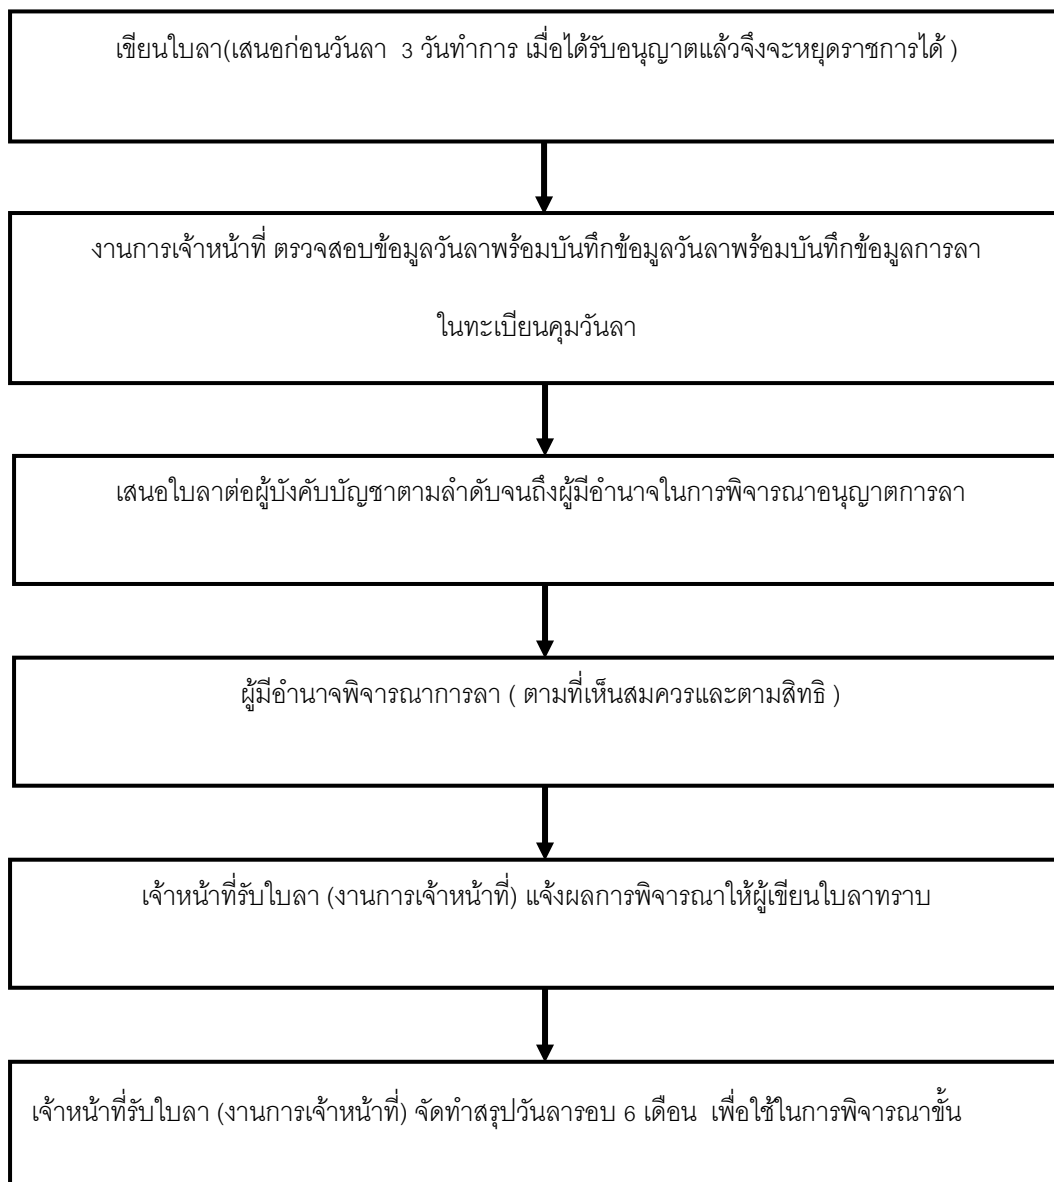 เขียนใบลา(เสนอก่อนวันลา  3 วันทำการ เมื่อได้รับอนุญาตแล้วจึงจะหยุดราชการได้ )
งานการเจ้าหน้าที่ ตรวจสอบข้อมูลวันลาพร้อมบันทึกข้อมูลวันลาพร้อมบันทึกข้อมูลการลา
ในทะเบียนคุมวันลา
เสนอใบลาต่อผู้บังคับบัญชาตามลำดับจนถึงผู้มีอำนาจในการพิจารณาอนุญาตการลา
ผู้มีอำนาจพิจารณาการลา ( ตามที่เห็นสมควรและตามสิทธิ )
เจ้าหน้าที่รับใบลา (งานการเจ้าหน้าที่) แจ้งผลการพิจารณาให้ผู้เขียนใบลาทราบ
เจ้าหน้าที่รับใบลา (งานการเจ้าหน้าที่) จัดทำสรุปวันลารอบ 6 เดือน  เพื่อใช้ในการพิจารณาขั้น